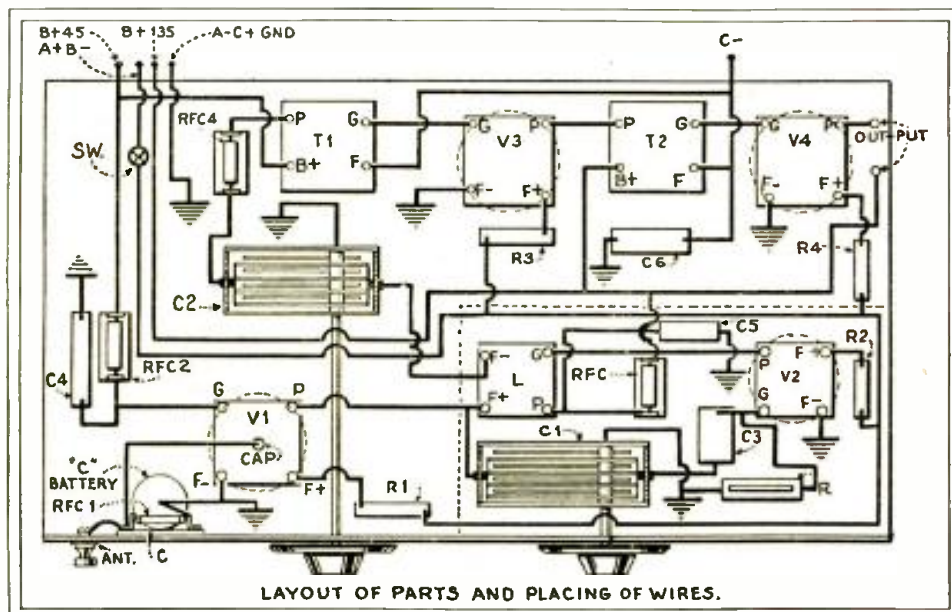 B+45 B+135 A-C+ GND
A+B-
C-
SW.
RFC4
P G
T1
B+ F
G P
V3
F- F+
P G
T2
B+ F
G P
V4
F- F+
OUT-PUT
R3
C6
R4
C2
C4
RFC2
C5
F- G
L
F+ P
RFC
P F
V2
G F-
R2
G P
V1
CAP
F- F+
C1
C3
R
R1
"C"
BATTERY
RFC1
ANT.
C
LAYOUT OF PARTS AND PLACING OF WIRES.